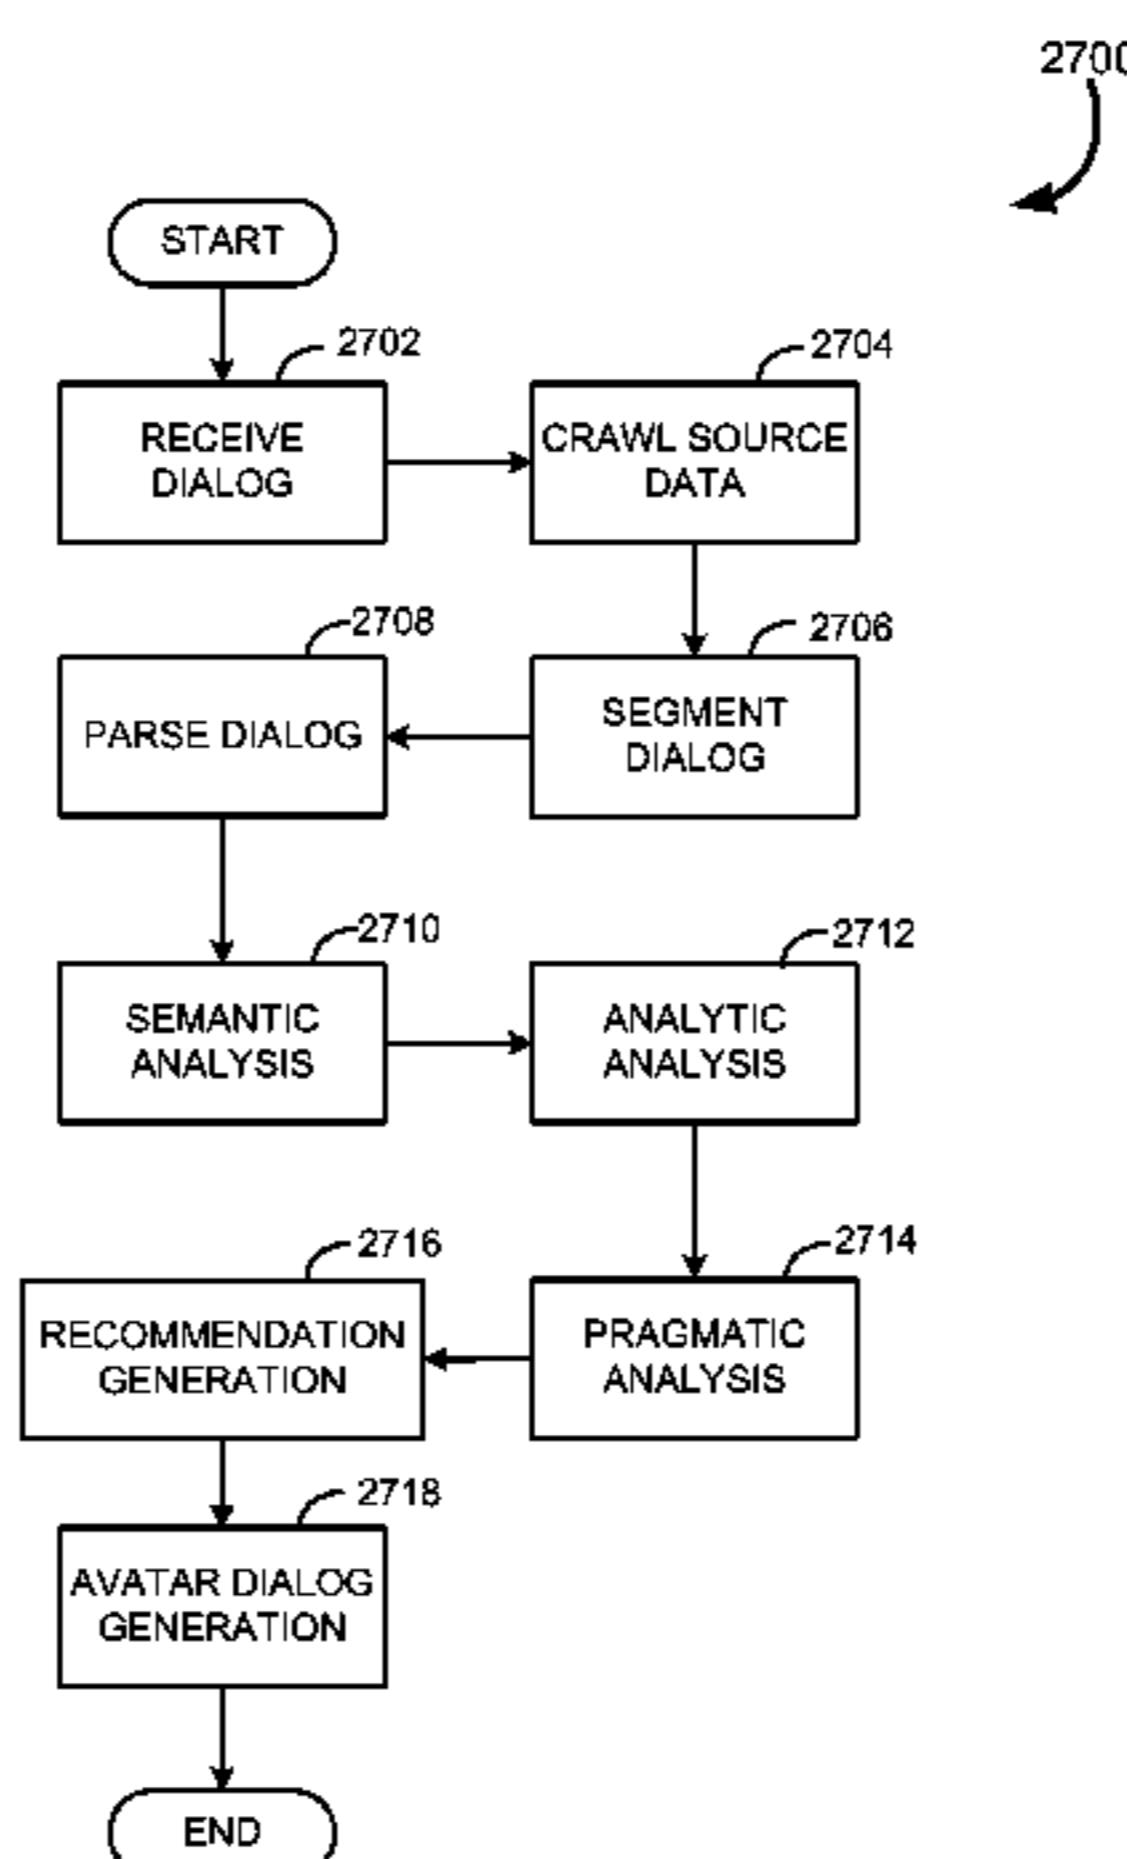 2700
START
2702
RECEIVE
DIALOG
2704
CRAWL SOURCE
DATA
2706
SEGMENT
DIALOG
2708
PARSE DIALOG
2710
SEMANTIC
ANALYSIS
2712
ANALYTIC
ANALYSIS
2714
PRAGMATIC
ANALYSIS
2716
RECOMMENDATION
GENERATION
2718
AVATAR DIALOG
GENERATION
END